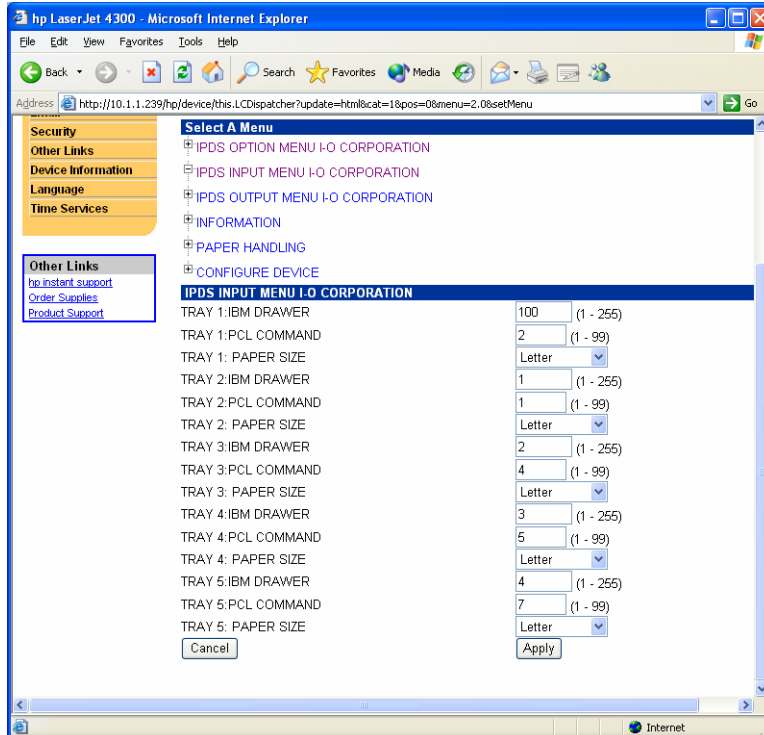 hp LaserJet 4300 - Microsoft Internet Explorer
File Edit View Favorites Tools Help
Back Search Favorites Media
Address http://10.1.1.239/hp/device/this.LCDispatcher?update=html&cat=1&pos=0&menu=2.0&setMenu Go
Security
Other Links
Device Information
Language
Time Services
Other Links
hp instant support
Order Supplies
Product Support
Select A Menu
IPDS OPTION MENU I-O CORPORATION
IPDS INPUT MENU I-O CORPORATION
IPDS OUTPUT MENU I-O CORPORATION
INFORMATION
PAPER HANDLING
CONFIGURE DEVICE
IPDS INPUT MENU I-O CORPORATION
TRAY 1:IBM DRAWER 100 (1 - 255)
TRAY 1:PCL COMMAND 2 (1 - 99)
TRAY 1: PAPER SIZE Letter
TRAY 2:IBM DRAWER 1 (1 - 255)
TRAY 2:PCL COMMAND 1 (1 - 99)
TRAY 2: PAPER SIZE Letter
TRAY 3:IBM DRAWER 2 (1 - 255)
TRAY 3:PCL COMMAND 4 (1 - 99)
TRAY 3: PAPER SIZE Letter
TRAY 4:IBM DRAWER 3 (1 - 255)
TRAY 4:PCL COMMAND 5 (1 - 99)
TRAY 4: PAPER SIZE Letter
TRAY 5:IBM DRAWER 4 (1 - 255)
TRAY 5:PCL COMMAND 7 (1 - 99)
TRAY 5: PAPER SIZE Letter
Cancel Apply
Internet